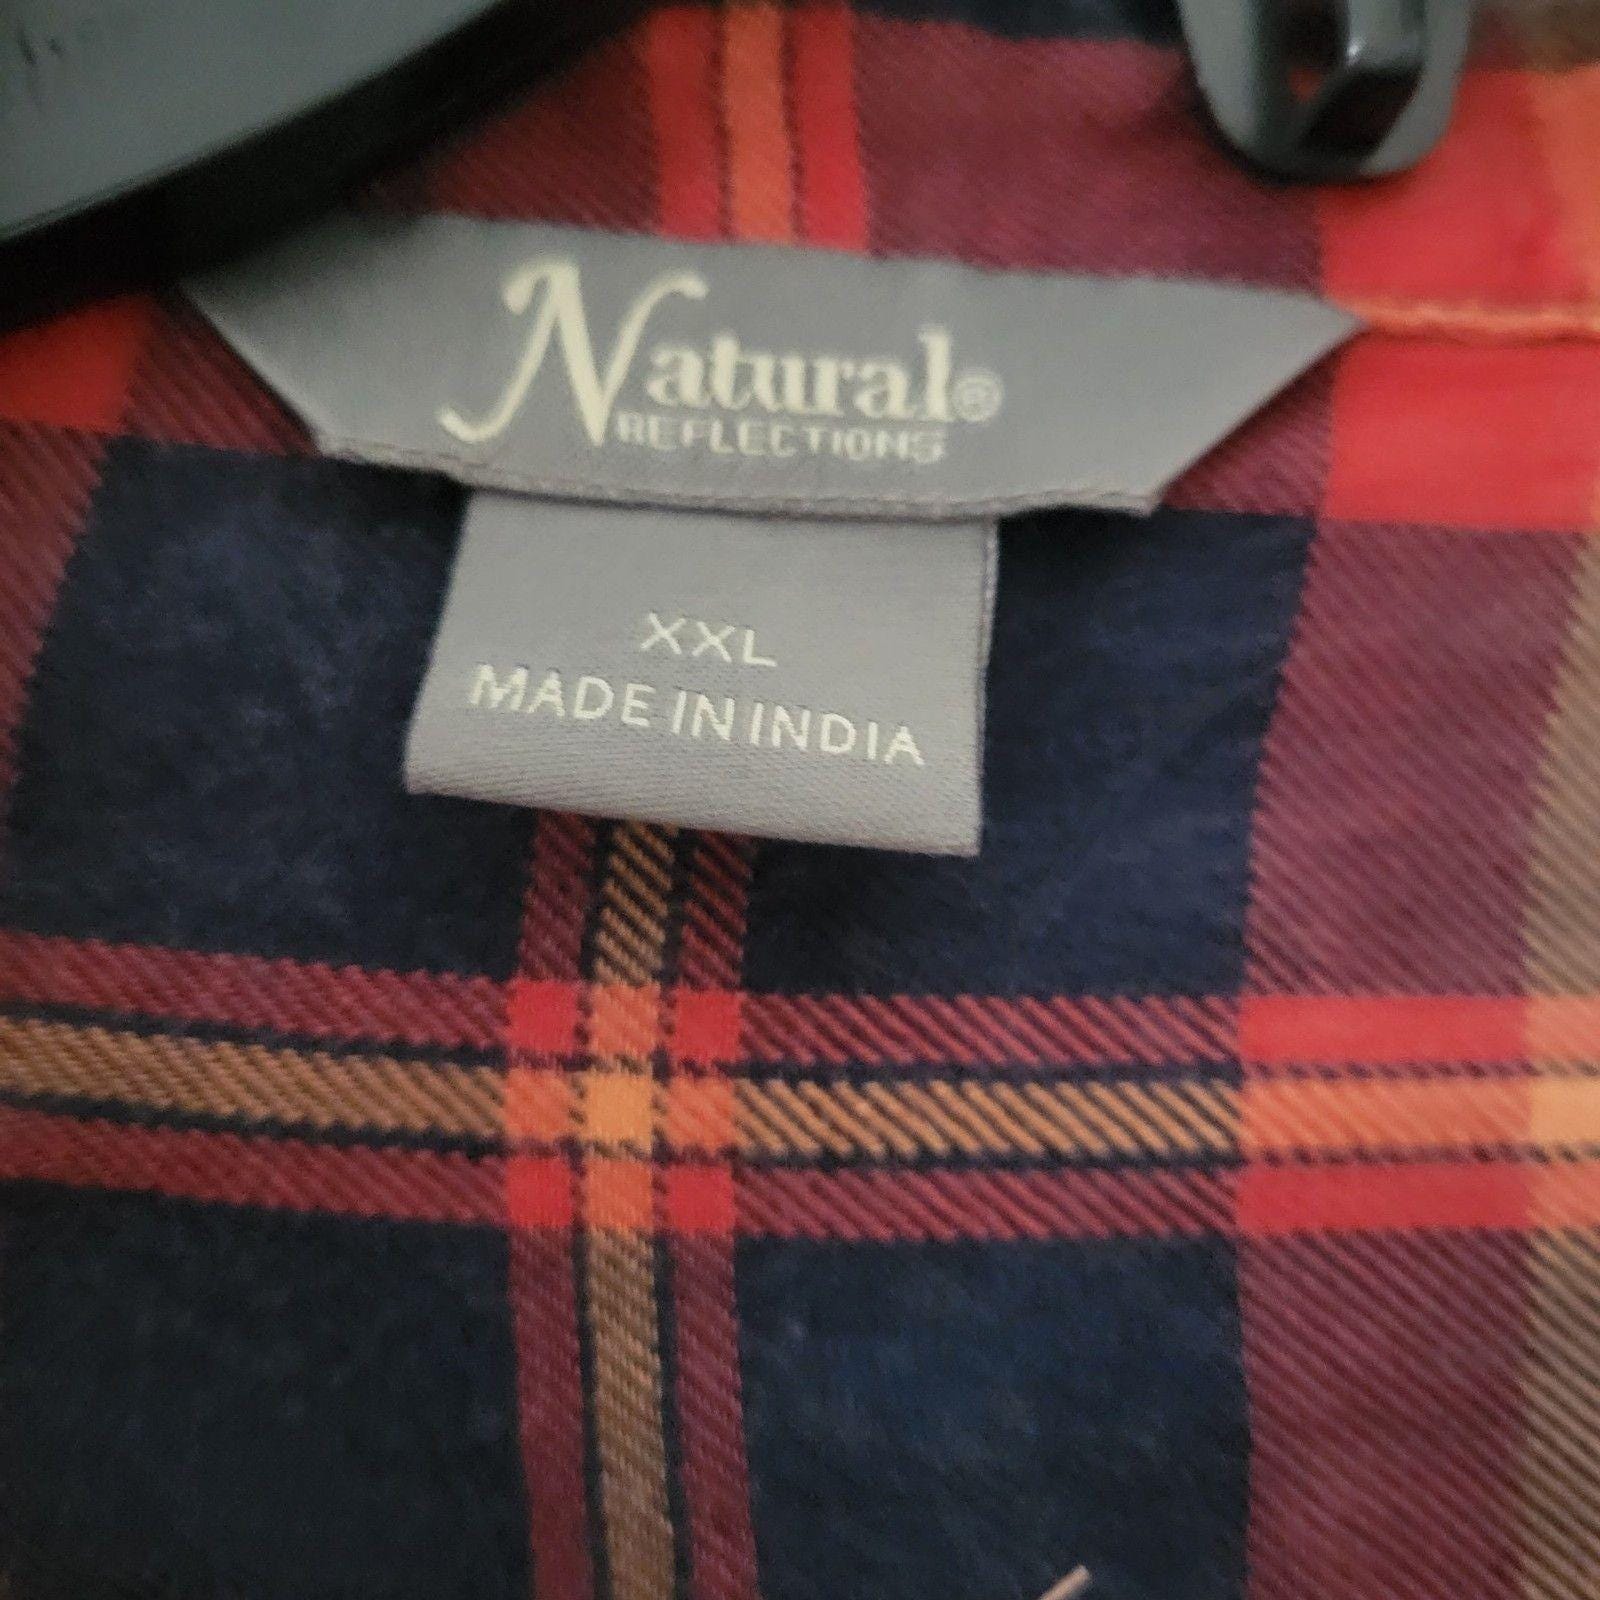 Natural®
REFLECTIONS
XXL
MADE IN INDIA